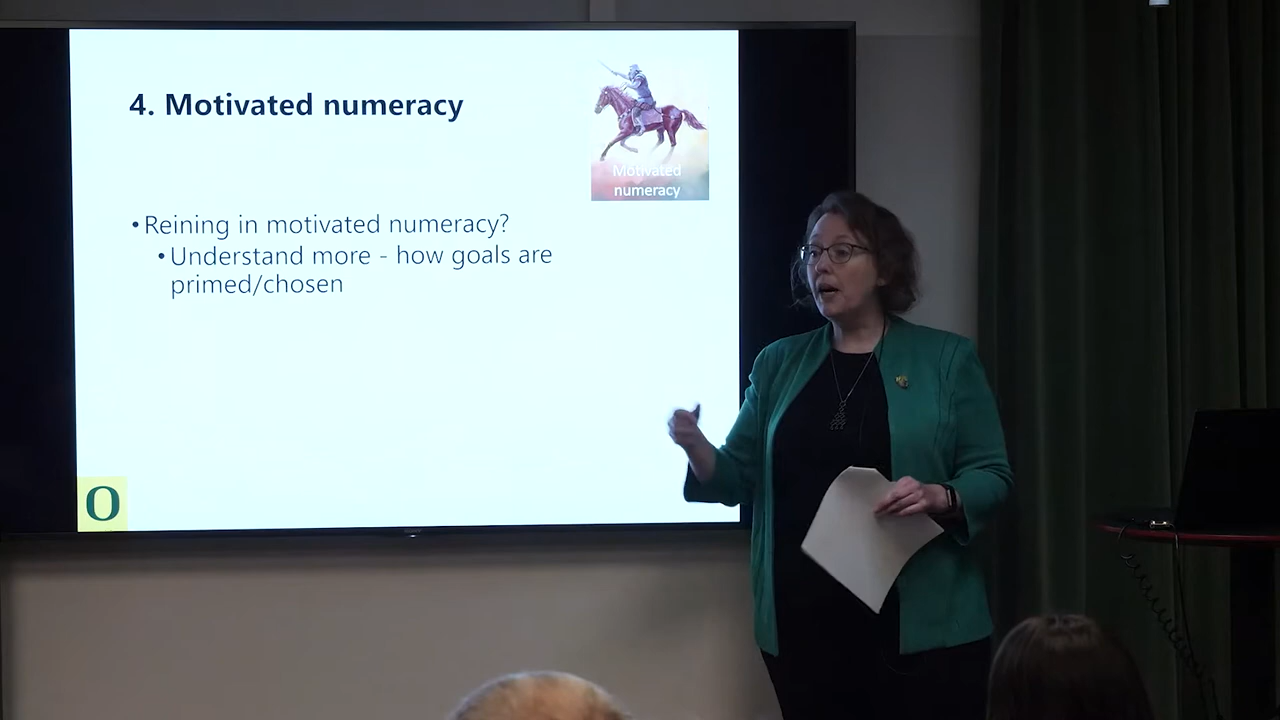 4. Motivated numeracy
Motivated
numeracy
•Reining in motivated numeracy?
•Understand more - how goals are
primed/chosen
O